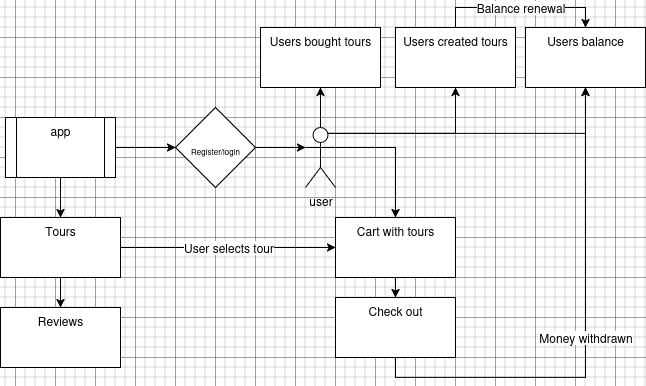 Balance renewal
Users bought tours
Users created tours
Users balance
app
Register/login
user
Tours
User selects tour
Cart with tours
Reviews
Check out
Money withdrawn